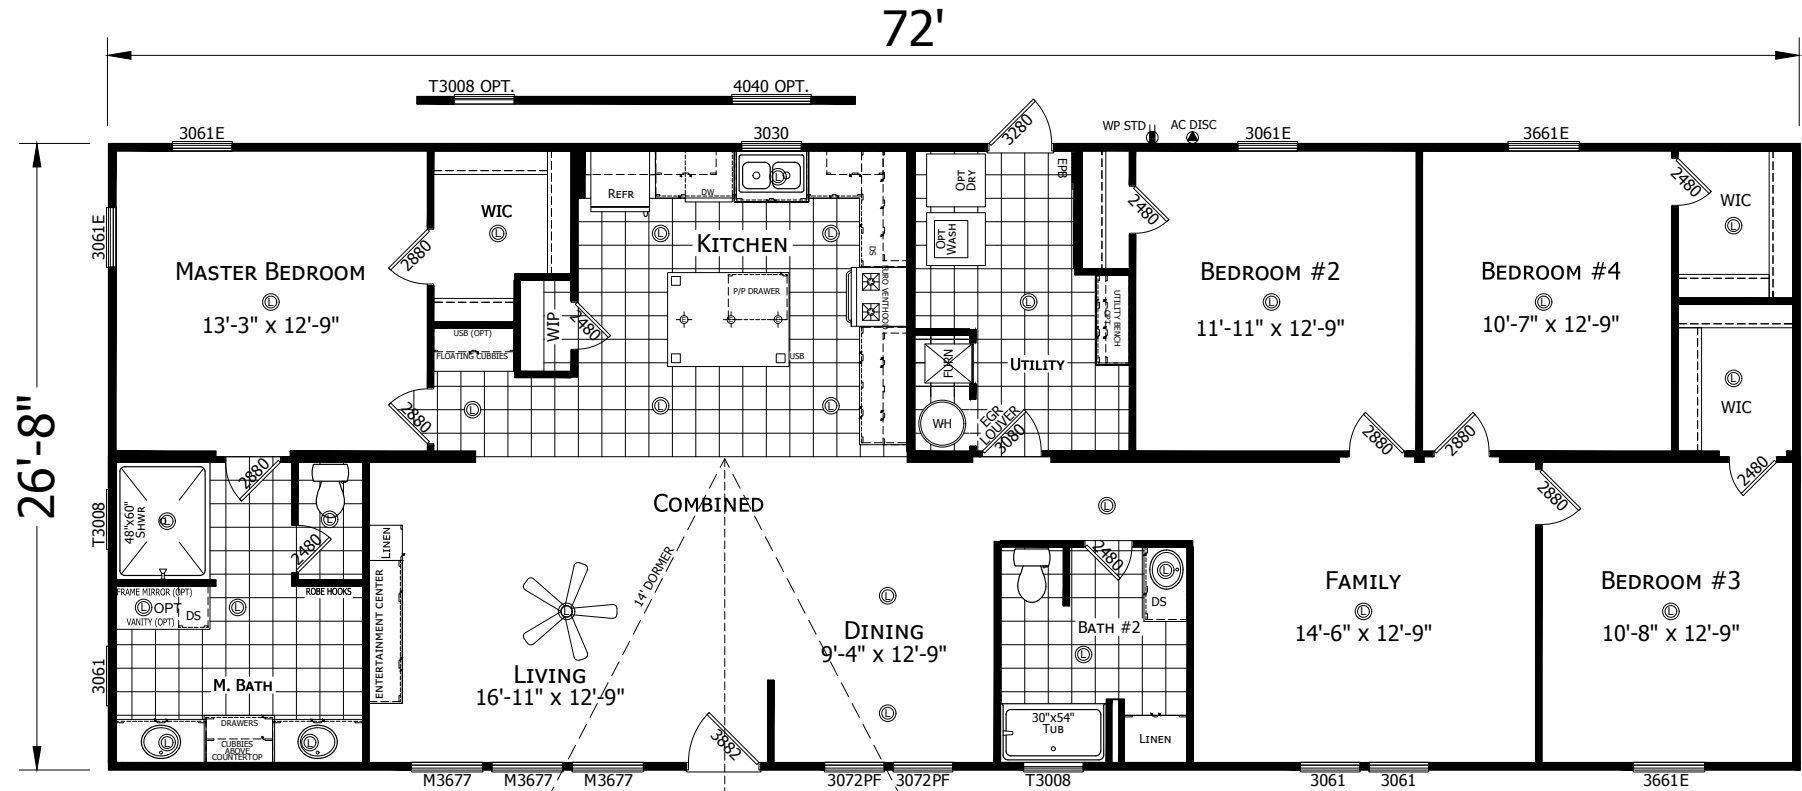 72'
T3008 OPT.
4040 OPT.
3061E
3030
3280
WP STD
AC DISC
3061E
3661E
26'-8"
3061E
MASTER BEDROOM
L
13'-3" X 12'-9"
WIC
L
2880
USB (OPT)
FLOATING CUBBIES
2880
L
WIP
2480
REFR
DW
KITCHEN
L
L
P/P DRAWER
USB
L
L
DS
EURO VENTHOOD
OPT DRY
OPT WASH
EPB
L
UTILITY BENCH
OPT
UTILITY
FURN
WH
EGR
LOUVER
3080
2480
BEDROOM #2
L
11'-11" X 12'-9"
2880
BEDROOM #4
L
10'-7" X 12'-9"
2880
2480
WIC
L
L
WIC
2480
T3008
48"x60"
SHWR
2880
L
2480
FRAME MIRROR (OPT)
L
OPT
DS
VANITY (OPT)
L
ROBE HOOKS
3061
M. BATH
L
DRAWERS
CUBBIES
ABOVE
COUNTERTOP
L
LINEN
ENTERTAINMENT CENTER
COMBINED
14' DORMER
L
LIVING
16'-11" X 12'-9"
3882
L
DINING
9'-4" X 12'-9"
L
L
2480
L
DS
BATH #2
L
30"x54"
TUB
LINEN
FAMILY
L
14'-6" X 12'-9"
2880
BEDROOM #3
L
10'-8" X 12'-9"
M3677
M3677
M3677
3072PF
3072PF
T3008
3061
3061
3661E